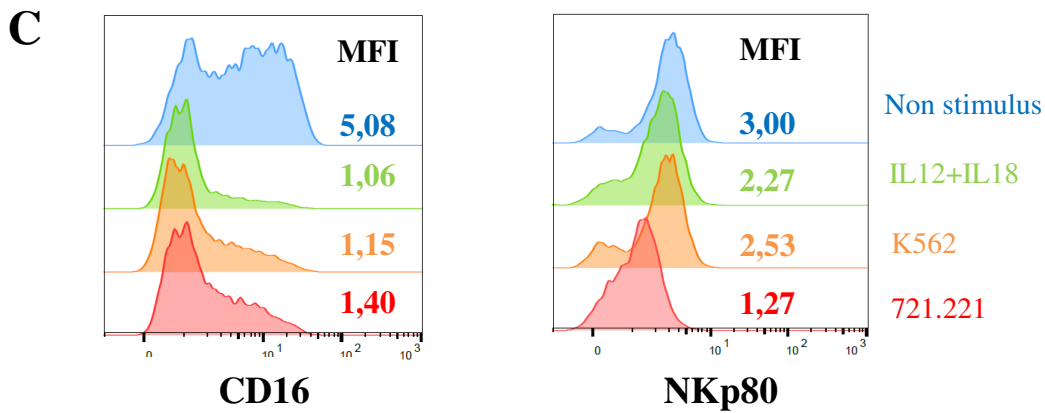 C
MFI
5,08
1,06
1,15
1,40
0
10 1
10 2
10 3
CD16
MFI
3,00
2,27
2,53
1,27
0
10 1
10 2
10 3
NKp80
Non stimulus
IL12+IL18
K562
721.221